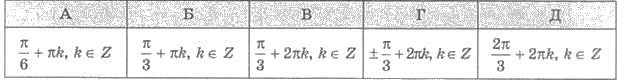 А Б В Г Д
π/6 + πk, k ∈ Z π/3 + πk, k ∈ Z π/3 + 2πk, k ∈ Z ±π/3 + 2πk, k ∈ Z 2π/3 + 2πk, k ∈ Z